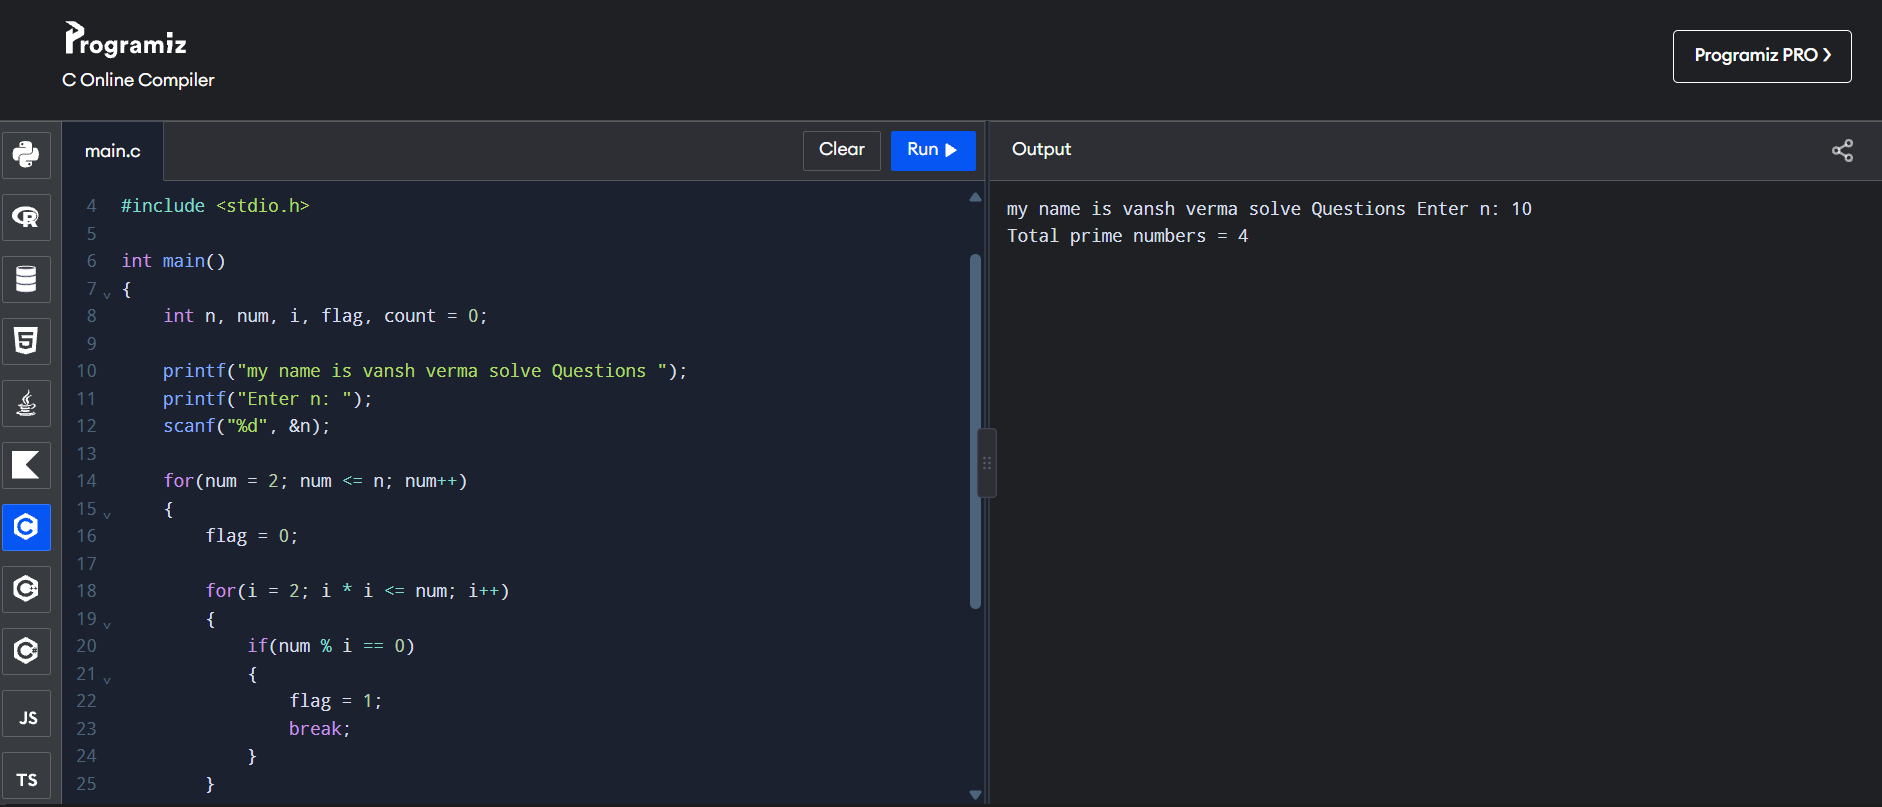 Programiz
C Online Compiler
Programiz PRO
main.c
Clear
Run
Output
4 #include <stdio.h>
5
6 int main()
7 {
8     int n, num, i, flag, count = 0;
9
10     printf("my name is vansh verma solve Questions ");
11     printf("Enter n: ");
12     scanf("%d", &n);
13
14     for(num = 2; num <= n; num++)
15     {
16         flag = 0;
17
18         for(i = 2; i * i <= num; i++)
19         {
20             if(num % i == 0)
21             {
22                 flag = 1;
23                 break;
24             }
25         }
my name is vansh verma solve Questions Enter n: 10
Total prime numbers = 4
R
5
C
C++
C#
JS
TS